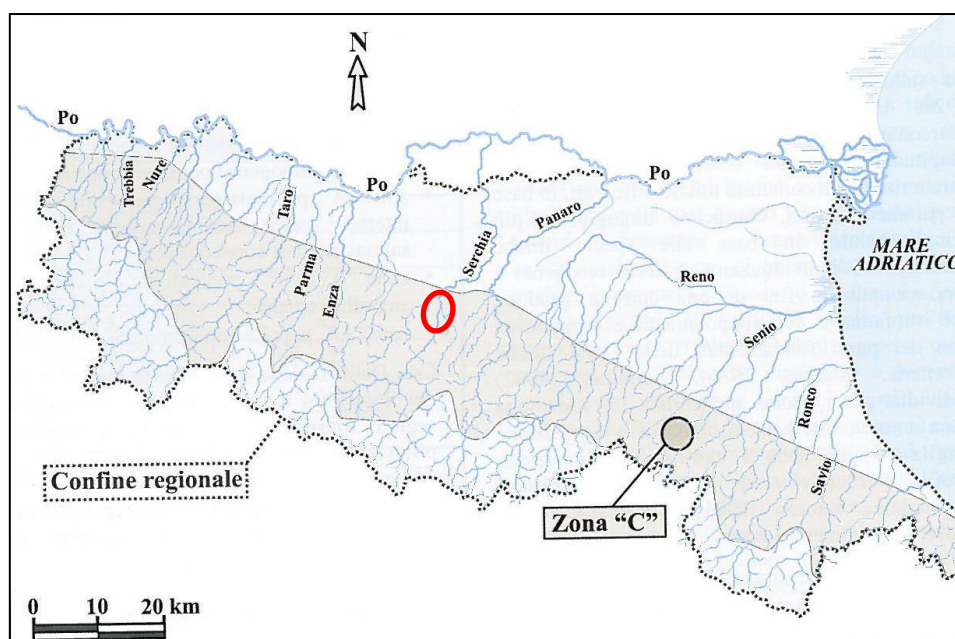 N
Po
Trebbia
Nure
Taro
Po
Po
Parma
Enza
Serchia
Panaro
Reno
Senio
MARE
ADRIATICO
Ronco
Savio
Confine regionale
Zona “C”
0 10 20 km